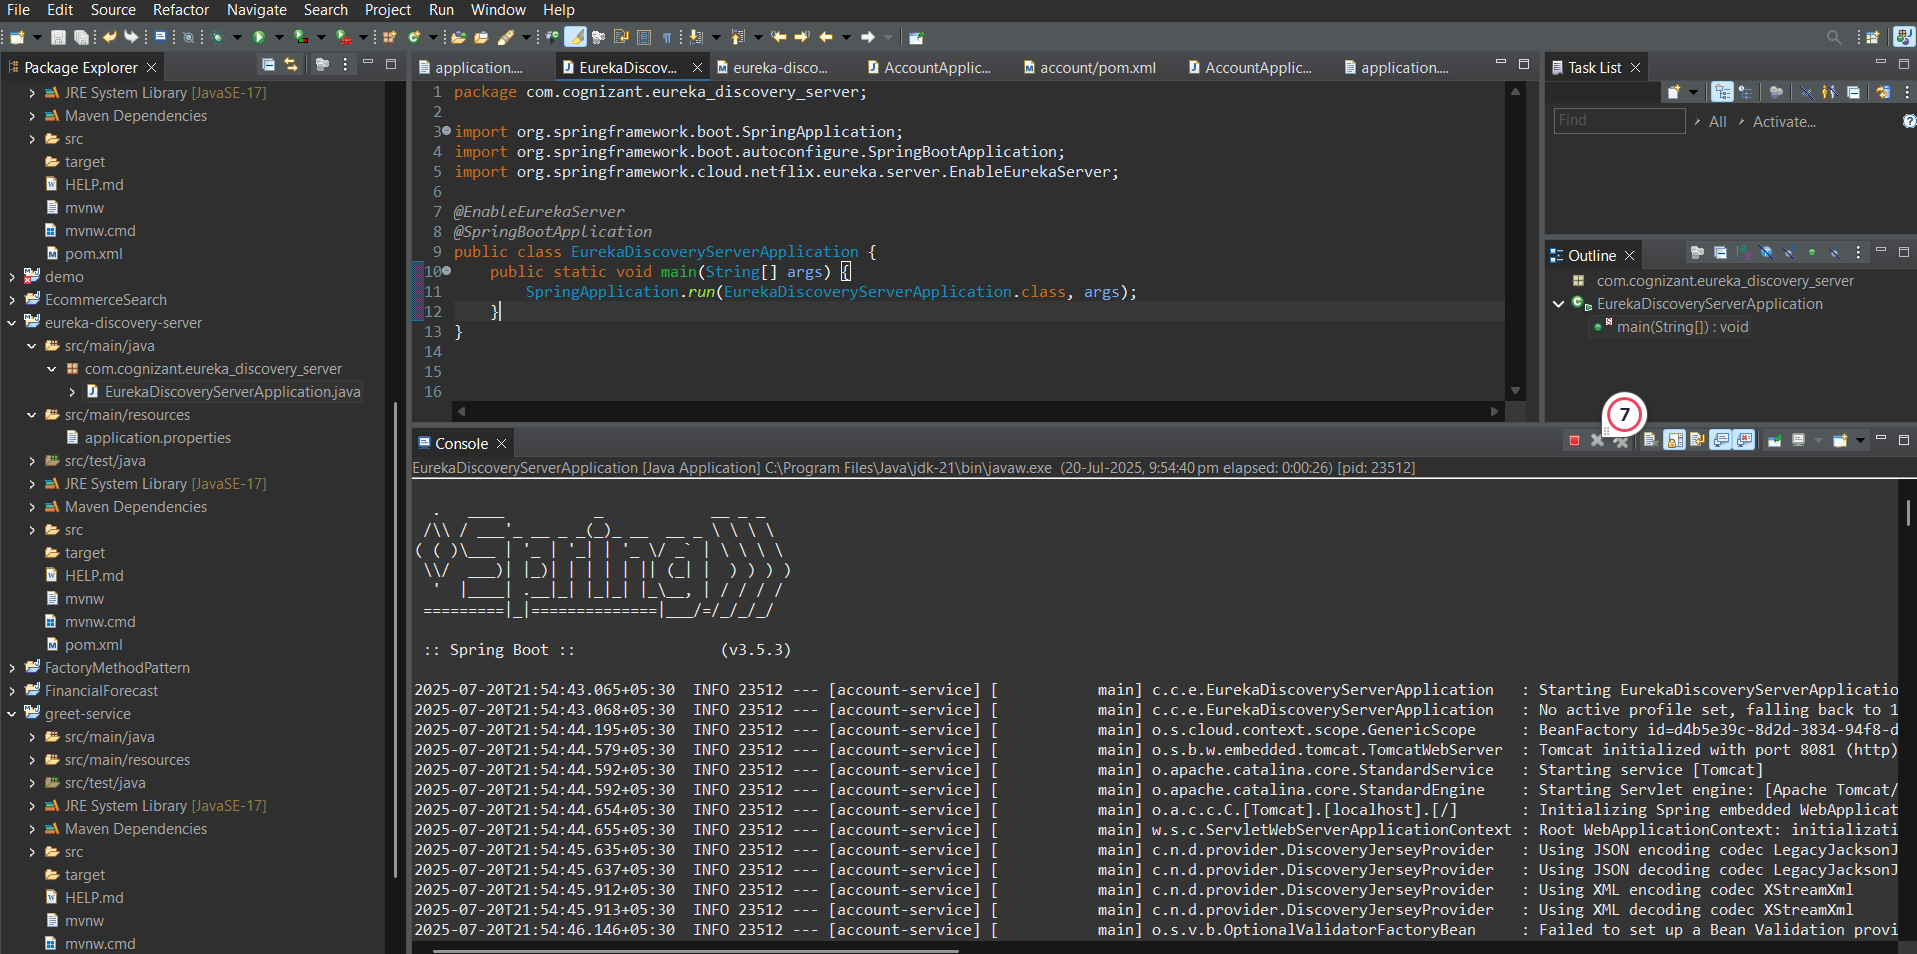 File Edit Source Refactor Navigate Search Project Run Window Help
Package Explorer
JRE System Library [JavaSE-17]
Maven Dependencies
src
target
HELP.md
mvnw
mvnw.cmd
pom.xml
demo
EcommerceSearch
eureka-discovery-server
src/main/java
com.cognizant.eureka_discovery_server
EurekaDiscoveryServerApplication.java
src/main/resources
application.properties
src/test/java
JRE System Library [JavaSE-17]
Maven Dependencies
src
target
HELP.md
mvnw
mvnw.cmd
pom.xml
FactoryMethodPattern
FinancialForecast
greet-service
src/main/java
src/main/resources
src/test/java
JRE System Library [JavaSE-17]
Maven Dependencies
src
target
HELP.md
mvnw
mvnw.cmd
application.... EurekaDiscov... eureka-disco... AccountApplic... account/pom.xml AccountApplic... application....
1 package com.cognizant.eureka_discovery_server;
2
3 import org.springframework.boot.SpringApplication;
4 import org.springframework.boot.autoconfigure.SpringBootApplication;
5 import org.springframework.cloud.netflix.eureka.server.EnableEurekaServer;
6
7 @EnableEurekaServer
8 @SpringBootApplication
9 public class EurekaDiscoveryServerApplication {
10 public static void main(String[] args) {
11 SpringApplication.run(EurekaDiscoveryServerApplication.class, args);
12 }
13 }
14
15
16
Task List
Find All Activate...
Outline
com.cognizant.eureka_discovery_server
EurekaDiscoveryServerApplication
main(String[]) : void
7
Console
EurekaDiscoveryServerApplication [Java Application] C:\Program Files\Java\jdk-21\bin\javaw.exe (20-Jul-2025, 9:54:40 pm elapsed: 0:00:26) [pid: 23512]
  .   ____          _            __ _ _
 /\\ / ___'_ __ _ _(_)_ __  __ _ \ \ \ \
( ( )\___ | '_ | '_| | '_ \/ _` | \ \ \ \
 \\/  ___)| |_)| | | | | || (_| |  ) ) ) )
  '  |____| .__|_| |_|_| |_\__, | / / / /
 =========|_|==============|___/=/_/_/_/
:: Spring Boot :: (v3.5.3)
2025-07-20T21:54:43.065+05:30 INFO 23512 --- [account-service] [ main] c.c.e.EurekaDiscoveryServerApplication : Starting EurekaDiscoveryServerApplicatio
2025-07-20T21:54:43.068+05:30 INFO 23512 --- [account-service] [ main] c.c.e.EurekaDiscoveryServerApplication : No active profile set, falling back to 1
2025-07-20T21:54:44.195+05:30 INFO 23512 --- [account-service] [ main] o.s.cloud.context.scope.GenericScope : BeanFactory id=d4b5e39c-8d2d-3834-94f8-d
2025-07-20T21:54:44.579+05:30 INFO 23512 --- [account-service] [ main] o.s.b.w.embedded.tomcat.TomcatWebServer : Tomcat initialized with port 8081 (http)
2025-07-20T21:54:44.592+05:30 INFO 23512 --- [account-service] [ main] o.apache.catalina.core.StandardService : Starting service [Tomcat]
2025-07-20T21:54:44.592+05:30 INFO 23512 --- [account-service] [ main] o.apache.catalina.core.StandardEngine : Starting Servlet engine: [Apache Tomcat/
2025-07-20T21:54:44.654+05:30 INFO 23512 --- [account-service] [ main] o.a.c.c.C.[Tomcat].[localhost].[/] : Initializing Spring embedded WebApplicat
2025-07-20T21:54:44.655+05:30 INFO 23512 --- [account-service] [ main] w.s.c.ServletWebServerApplicationContext : Root WebApplicationContext: initializati
2025-07-20T21:54:45.635+05:30 INFO 23512 --- [account-service] [ main] c.n.d.provider.DiscoveryJerseyProvider : Using JSON encoding codec LegacyJacksonJ
2025-07-20T21:54:45.637+05:30 INFO 23512 --- [account-service] [ main] c.n.d.provider.DiscoveryJerseyProvider : Using JSON decoding codec LegacyJacksonJ
2025-07-20T21:54:45.912+05:30 INFO 23512 --- [account-service] [ main] c.n.d.provider.DiscoveryJerseyProvider : Using XML encoding codec XStreamXml
2025-07-20T21:54:45.913+05:30 INFO 23512 --- [account-service] [ main] c.n.d.provider.DiscoveryJerseyProvider : Using XML decoding codec XStreamXml
2025-07-20T21:54:46.146+05:30 INFO 23512 --- [account-service] [ main] o.s.v.b.OptionalValidatorFactoryBean : Failed to set up a Bean Validation provi